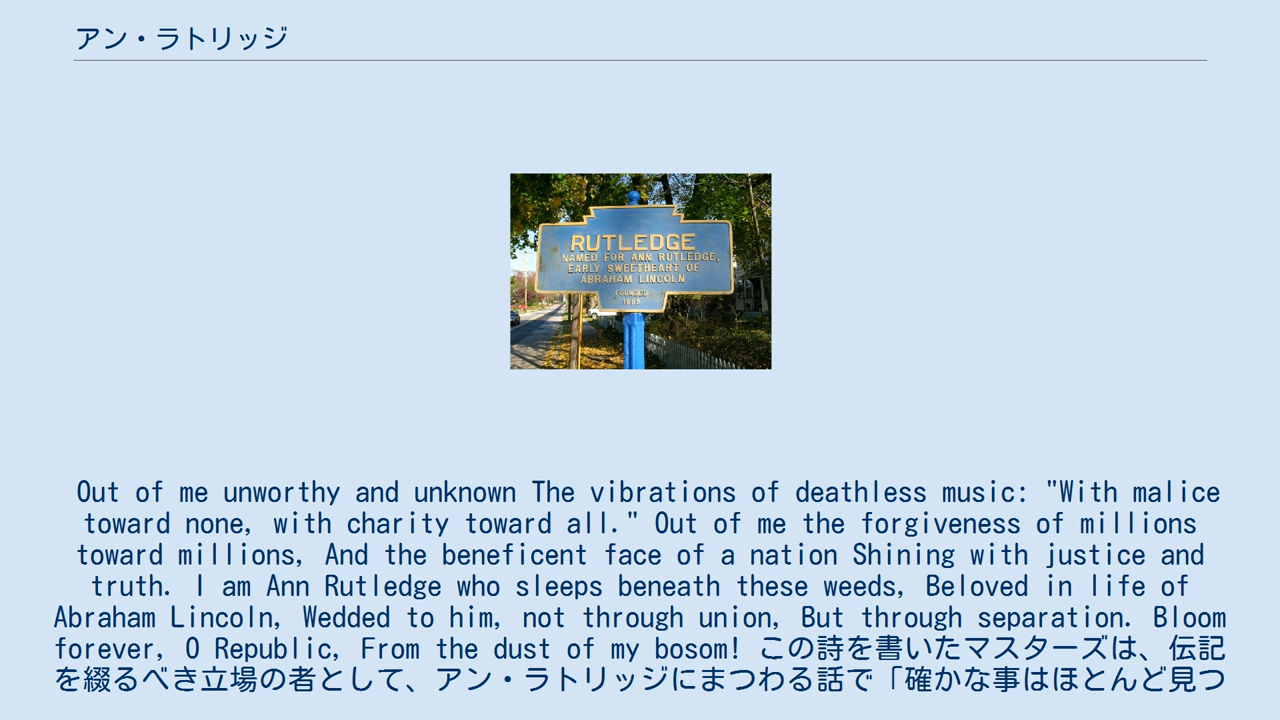 アン・ラトリッジ
RUTLEDGE
NAMED FOR ANN RUTLEDGE,
EARLY SWEETHEART OF
ABRAHAM LINCOLN
FOUNDED
Out of me unworthy and unknown The vibrations of deathless music: "With malice
toward none, with charity toward all." Out of me the forgiveness of millions
toward millions, And the beneficent face of a nation Shining with justice and
truth. I am Ann Rutledge who sleeps beneath these weeds, Beloved in life of
Abraham Lincoln, Wedded to him, not through union, But through separation. Bloom
forever, O Republic, From the dust of my bosom! この詩を書いたマスターズは、伝記
を綴るべき立場の者として、アン・ラトリッジにまつわる話で「確かな事はほとんど見つ